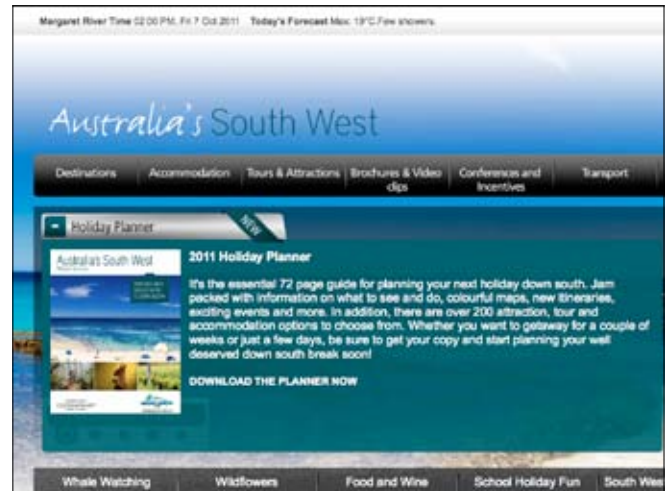 Margaret River Time 02:00 PM, Fri 7 Oct 2011 Today's Forecast Max: 19°C Few showers.
Australia's South West
Destinations Accommodation Tours & Attractions Brochures & Video clips Conferences and Incentives Transport
Holiday Planner NEW
Australia's South West
2011 Holiday Planner
It's the essential 72 page guide for planning your next holiday down south. Jam
packed with information on what to see and do, colourful maps, new itineraries,
exciting events and more. In addition, there are over 200 attraction, tour and
accommodation options to choose from. Whether you want to getaway for a couple of
weeks or just a few days, be sure to get your copy and start planning your well
deserved down south break soon!
DOWNLOAD THE PLANNER NOW
Whale Watching Wildflowers Food and Wine School Holiday Fun South Wes